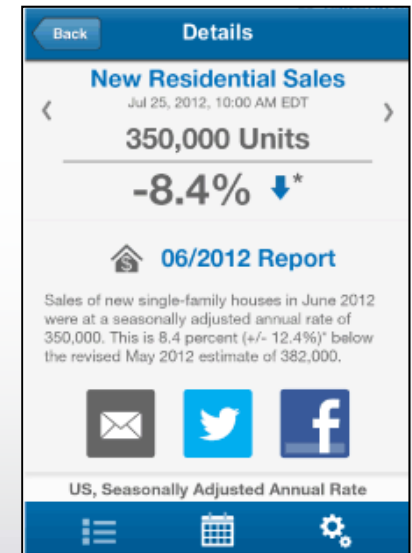 Back
Details
New Residential Sales
Jul 25, 2012, 10:00 AM EDT
350,000 Units
-8.4% *
06/2012 Report
Sales of new single-family houses in June 2012
were at a seasonally adjusted annual rate of
350,000. This is 8.4 percent (+/- 12.4%)* below
the revised May 2012 estimate of 382,000.
US, Seasonally Adjusted Annual Rate